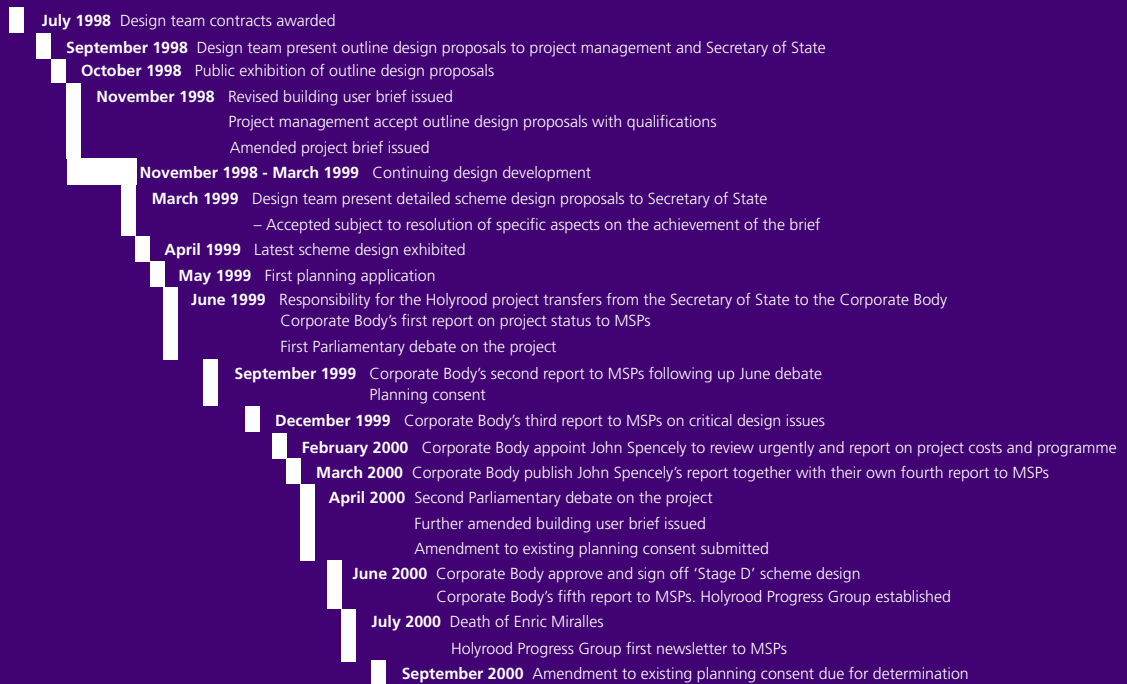 July 1998 Design team contracts awarded
September 1998 Design team present outline design proposals to project management and Secretary of State
October 1998 Public exhibition of outline design proposals
November 1998 Revised building user brief issued
Project management accept outline design proposals with qualifications
Amended project brief issued
November 1998 - March 1999 Continuing design development
March 1999 Design team present detailed scheme design proposals to Secretary of State
– Accepted subject to resolution of specific aspects on the achievement of the brief
April 1999 Latest scheme design exhibited
May 1999 First planning application
June 1999 Responsibility for the Holyrood project transfers from the Secretary of State to the Corporate Body
Corporate Body’s first report on project status to MSPs
First Parliamentary debate on the project
September 1999 Corporate Body’s second report to MSPs following up June debate
Planning consent
December 1999 Corporate Body’s third report to MSPs on critical design issues
February 2000 Corporate Body appoint John Spencely to review urgently and report on project costs and programme
March 2000 Corporate Body publish John Spencely’s report together with their own fourth report to MSPs
April 2000 Second Parliamentary debate on the project
Further amended building user brief issued
Amendment to existing planning consent submitted
June 2000 Corporate Body approve and sign off ‘Stage D’ scheme design
Corporate Body’s fifth report to MSPs. Holyrood Progress Group established
July 2000 Death of Enric Miralles
Holyrood Progress Group first newsletter to MSPs
September 2000 Amendment to existing planning consent due for determination